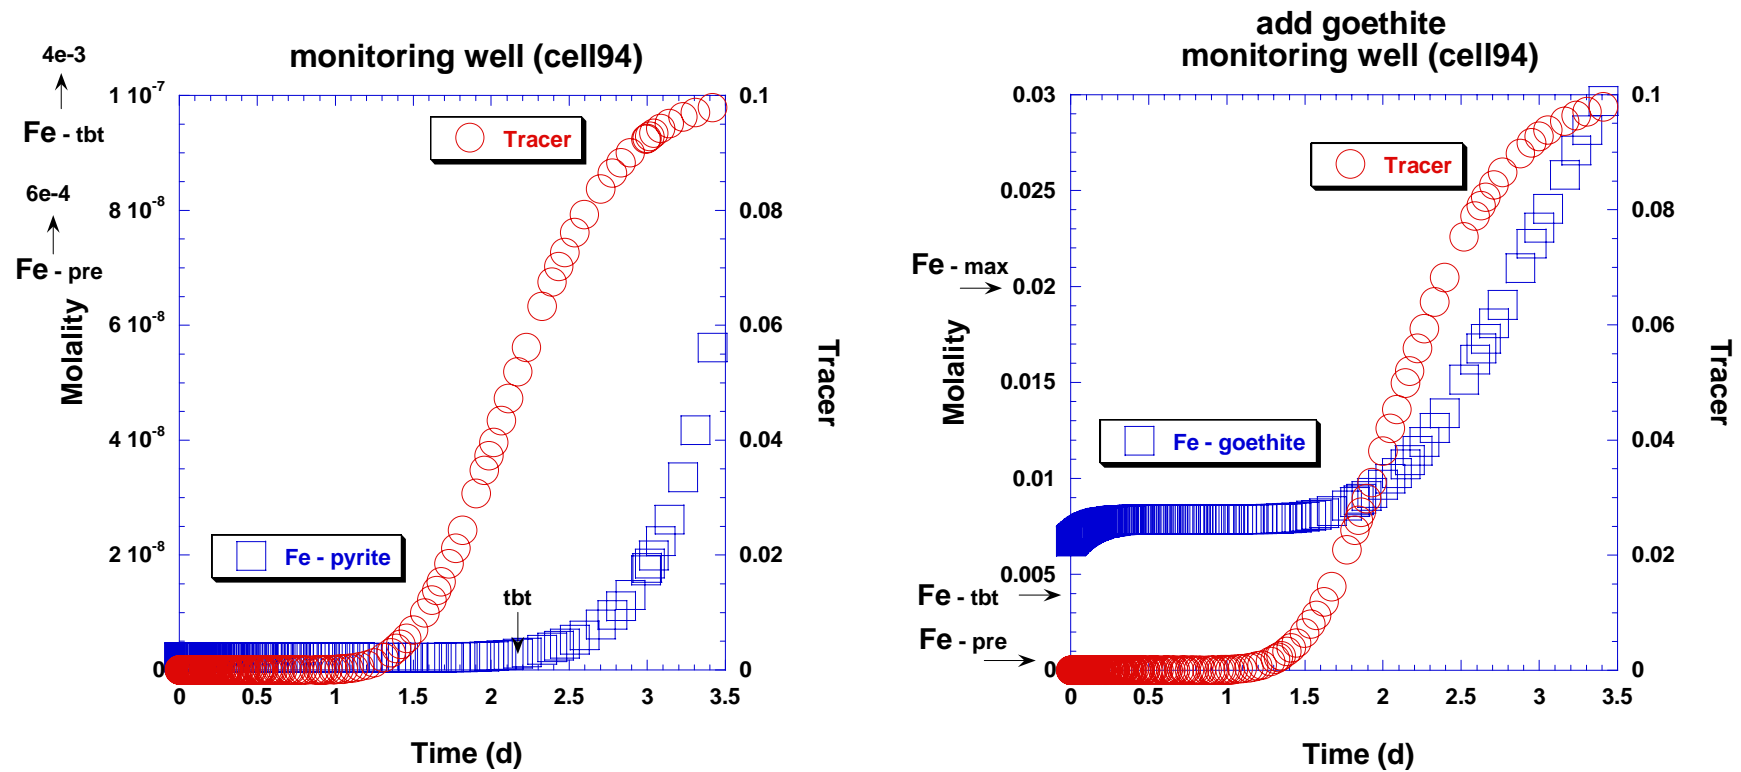 4e-3
Fe - tbt
6e-4
Fe - pre
monitoring well (cell94)
1 10-7
8 10-8
6 10-8
4 10-8
2 10-8
0
Molality
Tracer
Fe - pyrite
tbt
0 0.5 1 1.5 2 2.5 3 3.5
Time (d)
0.1
0.08
0.06
0.04
0.02
0
Tracer
add goethite
monitoring well (cell94)
Fe - max
Fe - tbt
Fe - pre
Molality
0.03
0.025
0.02
0.015
0.01
0.005
0
Tracer
Fe - goethite
0 0.5 1 1.5 2 2.5 3 3.5
Time (d)
0.1
0.08
0.06
0.04
0.02
0
Tracer